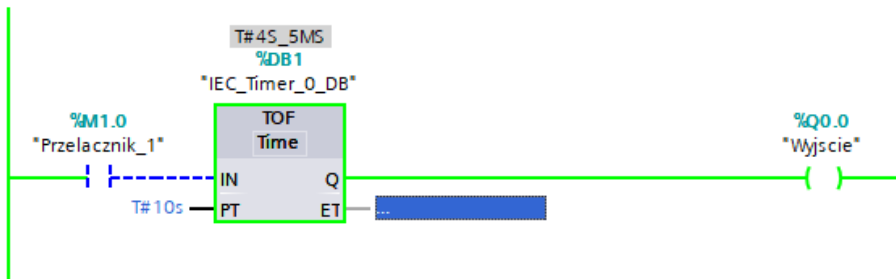 T#4S_5MS
%DB1
"IEC_Timer_0_DB"
%M1.0
"Przelacznik_1"
TOF
Time
%Q0.0
"Wyjscie"
IN
Q
T#10s
PT
ET
...